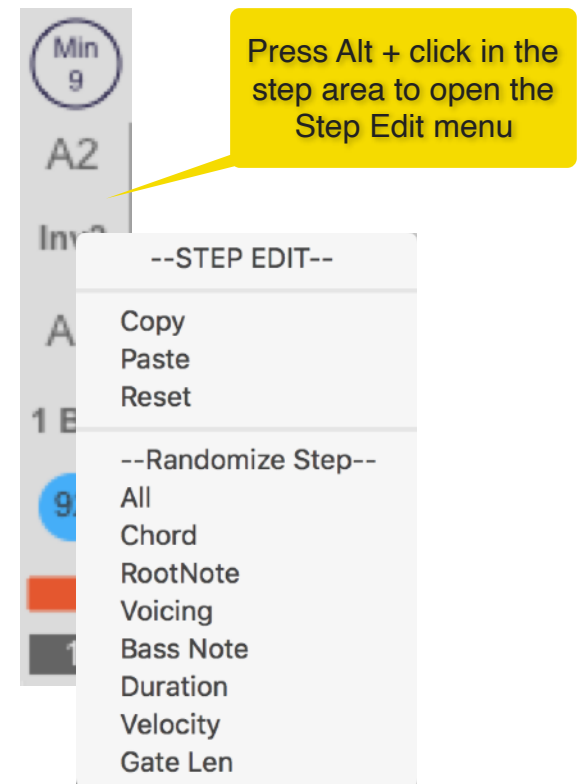 Min
9
Press Alt + click in the
step area to open the
Step Edit menu
A2
--STEP EDIT--
Copy
Paste
Reset
--Randomize Step--
All
Chord
RootNote
Voicing
Bass Note
Duration
Velocity
Gate Len